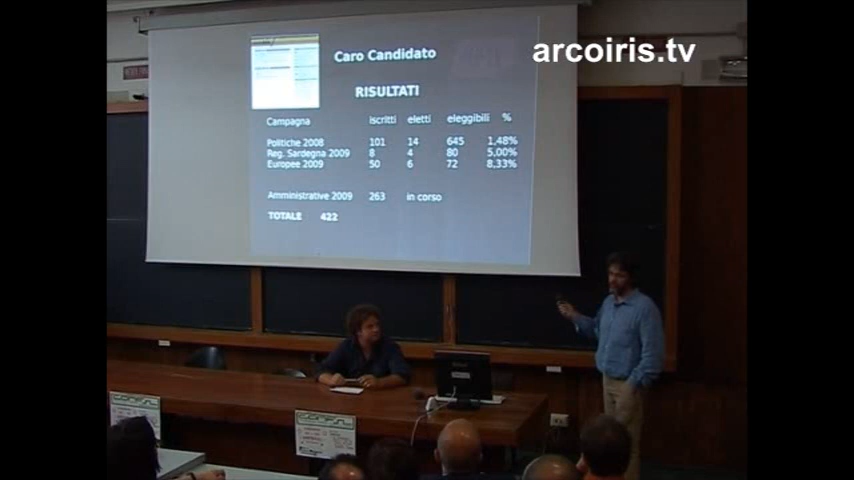 arcoiris.tv
Caro Candidato
RISULTATI
Campagna iscritti eletti eleggibili %
Politiche 2008 101 14 645 1,48%
Reg. Sardegna 2009 8 4 80 5,00%
Europee 2009 50 6 72 8,33%
Amministrative 2009 263 in corso
TOTALE 422
CONFSL